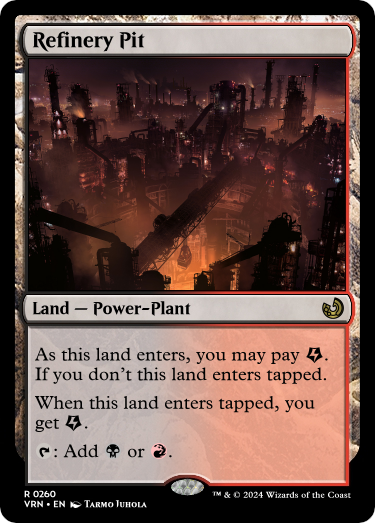 Refinery Pit
Land — Power-Plant
As this land enters, you may pay .
If you don't this land enters tapped.
When this land enters tapped, you
get .
: Add or .
R 0260
VRN • EN Tarmo Juhola
™ & © 2024 Wizards of the Coast